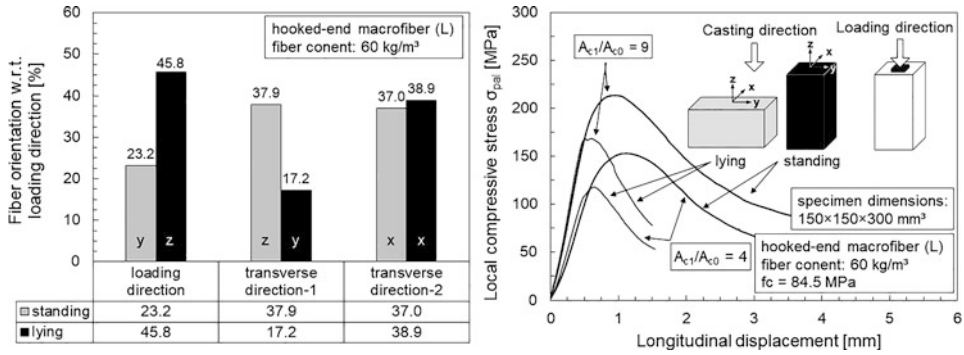 60
50
40
30
20
10
0
Fiber orientation w.r.t.
loading direction [%]
hooked-end macrofiber (L)
fiber conent: 60 kg/m³
23.2
45.8
37.9
17.2
37.0
38.9
y
z
z
y
x
x
loading
direction
transverse
direction-1
transverse
direction-2
standing
23.2
37.9
37.0
lying
45.8
17.2
38.9
300
250
200
150
100
50
0
Local compressive stress σpal [MPa]
0
1
2
3
4
5
6
Longitudinal displacement [mm]
Ac1/Ac0 = 9
Casting direction
Loading direction
z
x
y
z
x
y
lying
standing
specimen dimensions:
150×150×300 mm³
Ac1/Ac0 = 4
hooked-end macrofiber (L)
fiber conent: 60 kg/m³
fc = 84.5 MPa